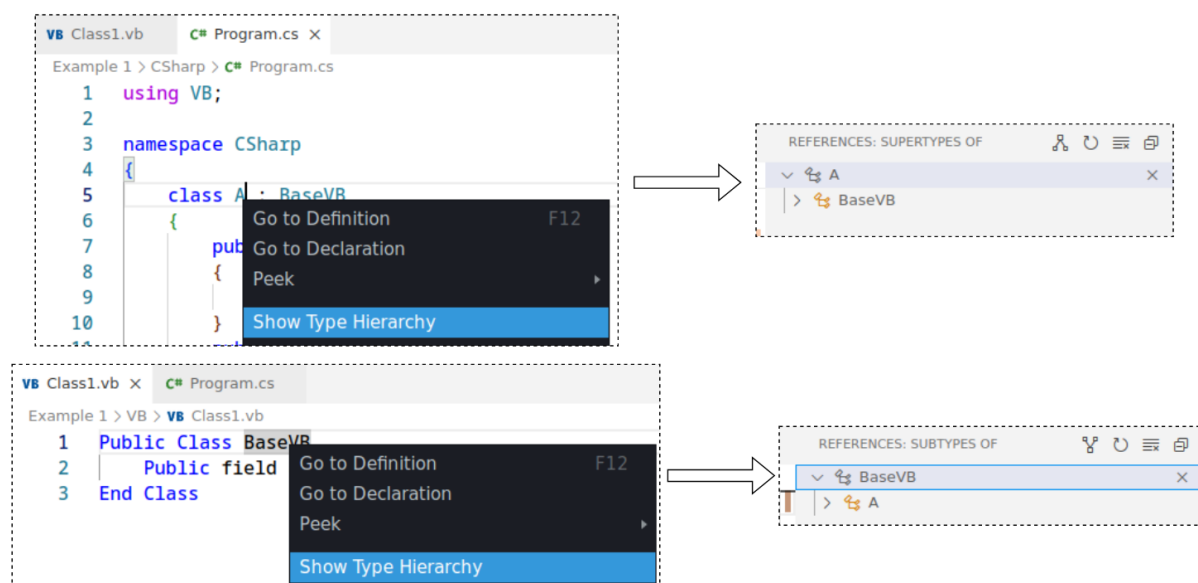 VB Class1.vb C# Program.cs ×
Example 1 > CSharp > C# Program.cs
1 using VB;
2
3 namespace CSharp
4 {
5 class A : BaseVB
6 {
7 pub
8 {
9
10 }
Go to Definition F12
Go to Declaration
Peek
Show Type Hierarchy
REFERENCES: SUPERTYPES OF
A
BaseVB
VB Class1.vb × C# Program.cs
Example 1 > VB > VB Class1.vb
1 Public Class BaseVB
2 Public field
3 End Class
Go to Definition F12
Go to Declaration
Peek
Show Type Hierarchy
REFERENCES: SUBTYPES OF
BaseVB
A